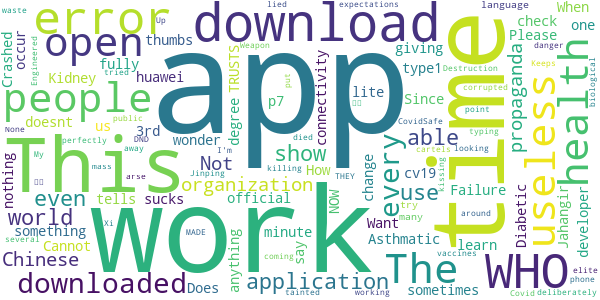 app
work
time
This
download
open
error
people
The
WHO
useless
health
downloaded
application
organization
world
Chinese
every
able
use
show
even
Not
Kidney
thumbs
occur
check
Please
Since
giving
type1
fully
huawei
lite
p7
degree
TRUSTS
connectivity
propaganda
When
one
language
expectations
lied
Up
waste
Weapon
Engineered
tried
Crashed
Keeps
danger
Destruction
corrupted
biological
point
typing
CovidSafe
put
None
public
perfectly
doesnt
US
3rd
wonder
How
NOW
cv19
Failure
change
Jehangir
Diabetic
developer
try
many
cartels
kissing
My
away
DND
I'm
died
looking
nothing
tells
sucks
official
Want
learn
Asthmatic
Cannot
mass
arse
Jinping
killing
THEY
around
something
anything
minute
say
sometimes
several
Does
Xi
MADE
tainted
coming
working
vaccines
elite
phone
Covid
deliberately